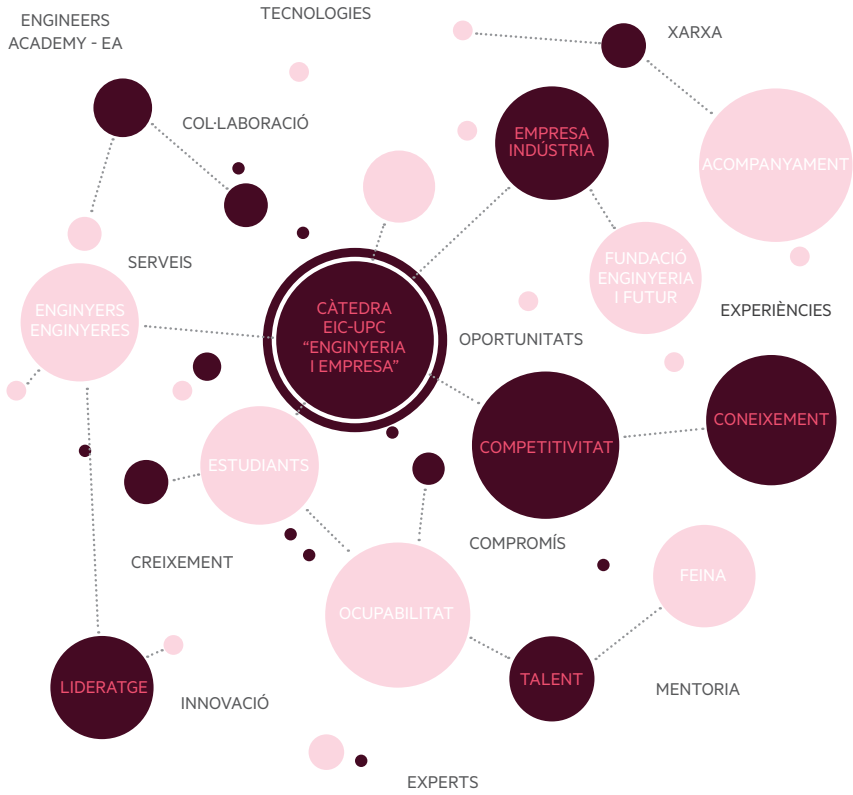 ENGINEERS
ACADEMY - EA
TECNOLOGIES
XARXA
COL·LABORACIÓ
EMPRESA
INDÚSTRIA
ACOMPANYAMENT
SERVEIS
FUNDACIÓ
ENGINYERIA
I FUTUR
ENGINYERS
ENGINYERES
CÀTEDRA
EIC-UPC
“ENGINYERIA
I EMPRESA”
EXPERIÈNCIES
OPORTUNITATS
CONEIXEMENT
COMPETITIVITAT
ESTUDIANTS
COMPROMÍS
CREIXEMENT
FEINA
OCUPABILITAT
TALENT
LIDERATGE
MENTORIA
INNOVACIÓ
EXPERTS